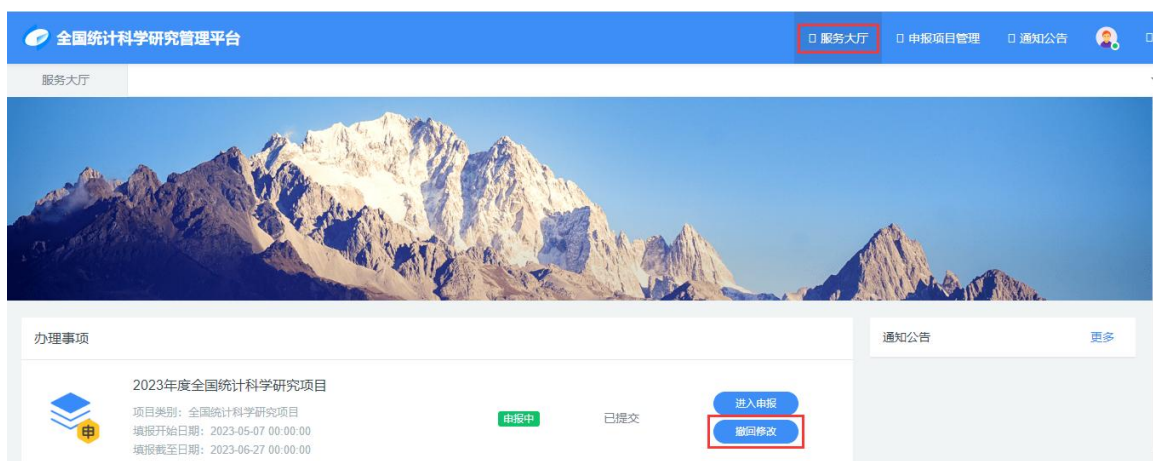 全国统计科学研究管理平台
服务大厅
申报项目管理
通知公告
服务大厅
办理事项
通知公告
更多
2023年度全国统计科学研究项目
项目类别：全国统计科学研究项目
填报开始日期：2023-05-07 00:00:00
填报截至日期：2023-06-27 00:00:00
申
申报中
已提交
进入申报
撤回修改